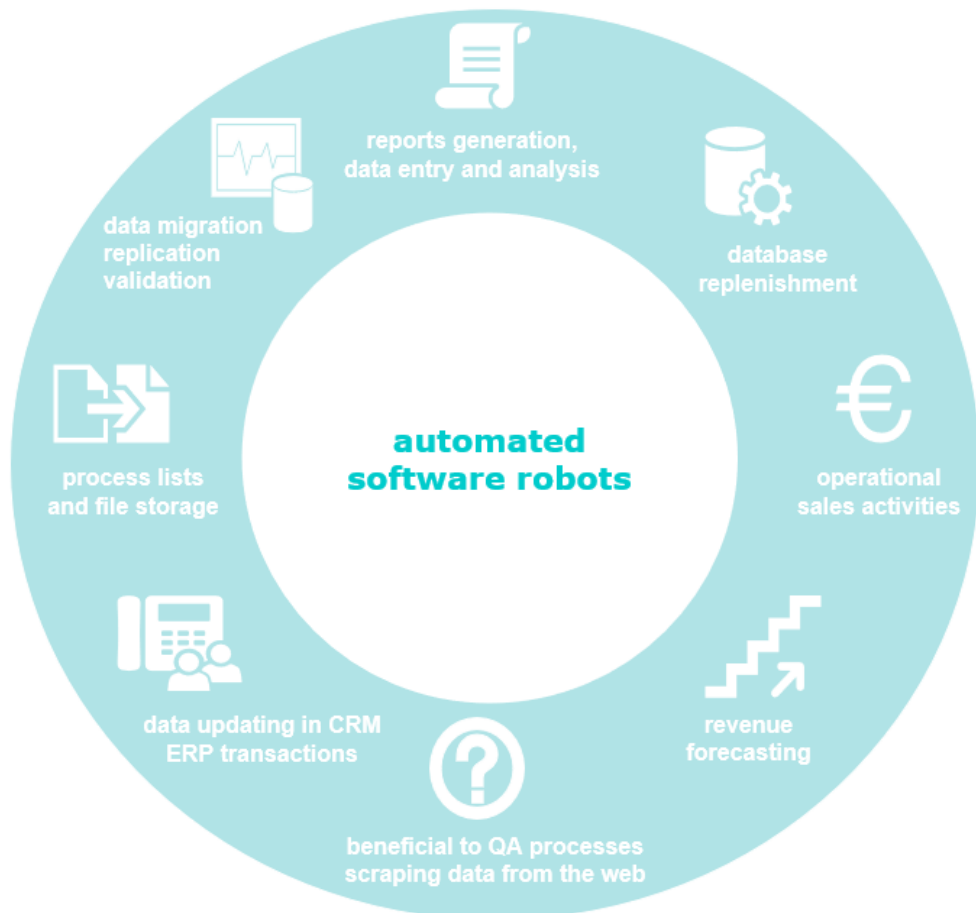 reports generation,
data entry and analysis
database
replenishment
operational
sales activities
revenue
forecasting
beneficial to QA processes
scraping data from the web
data updating in CRM
ERP transactions
process lists
and file storage
data migration
replication
validation
automated
software robots